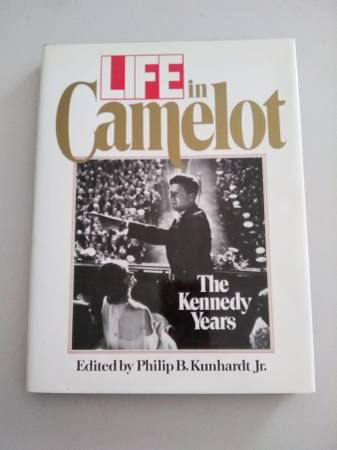 LIFE in
Camelot
The
Kennedy
Years
Edited by Philip B. Kunhardt Jr.